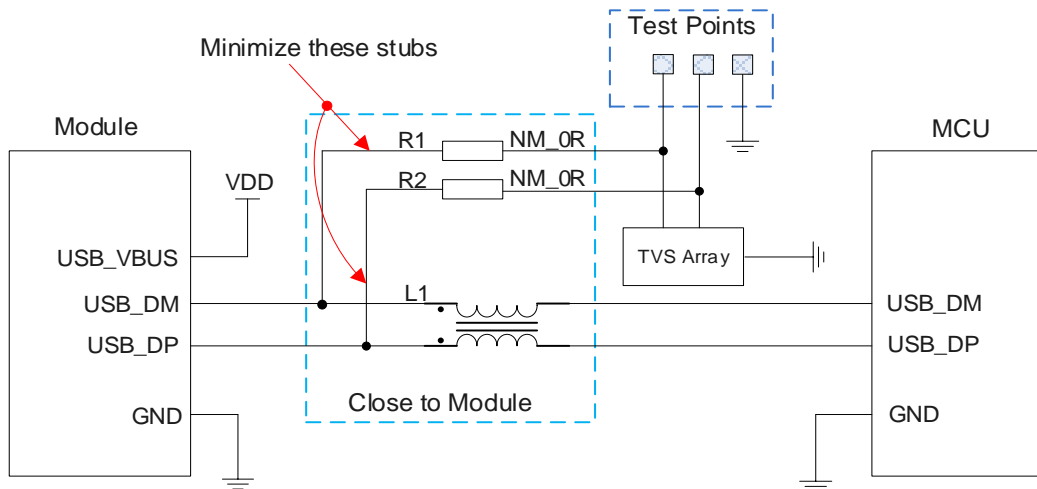 Test Points
Minimize these stubs
Module
MCU
R1
NM_0R
R2
NM_0R
VDD
TVS Array
USB_VBUS
USB_DM
L1
USB_DM
USB_DP
USB_DP
Close to Module
GND
GND